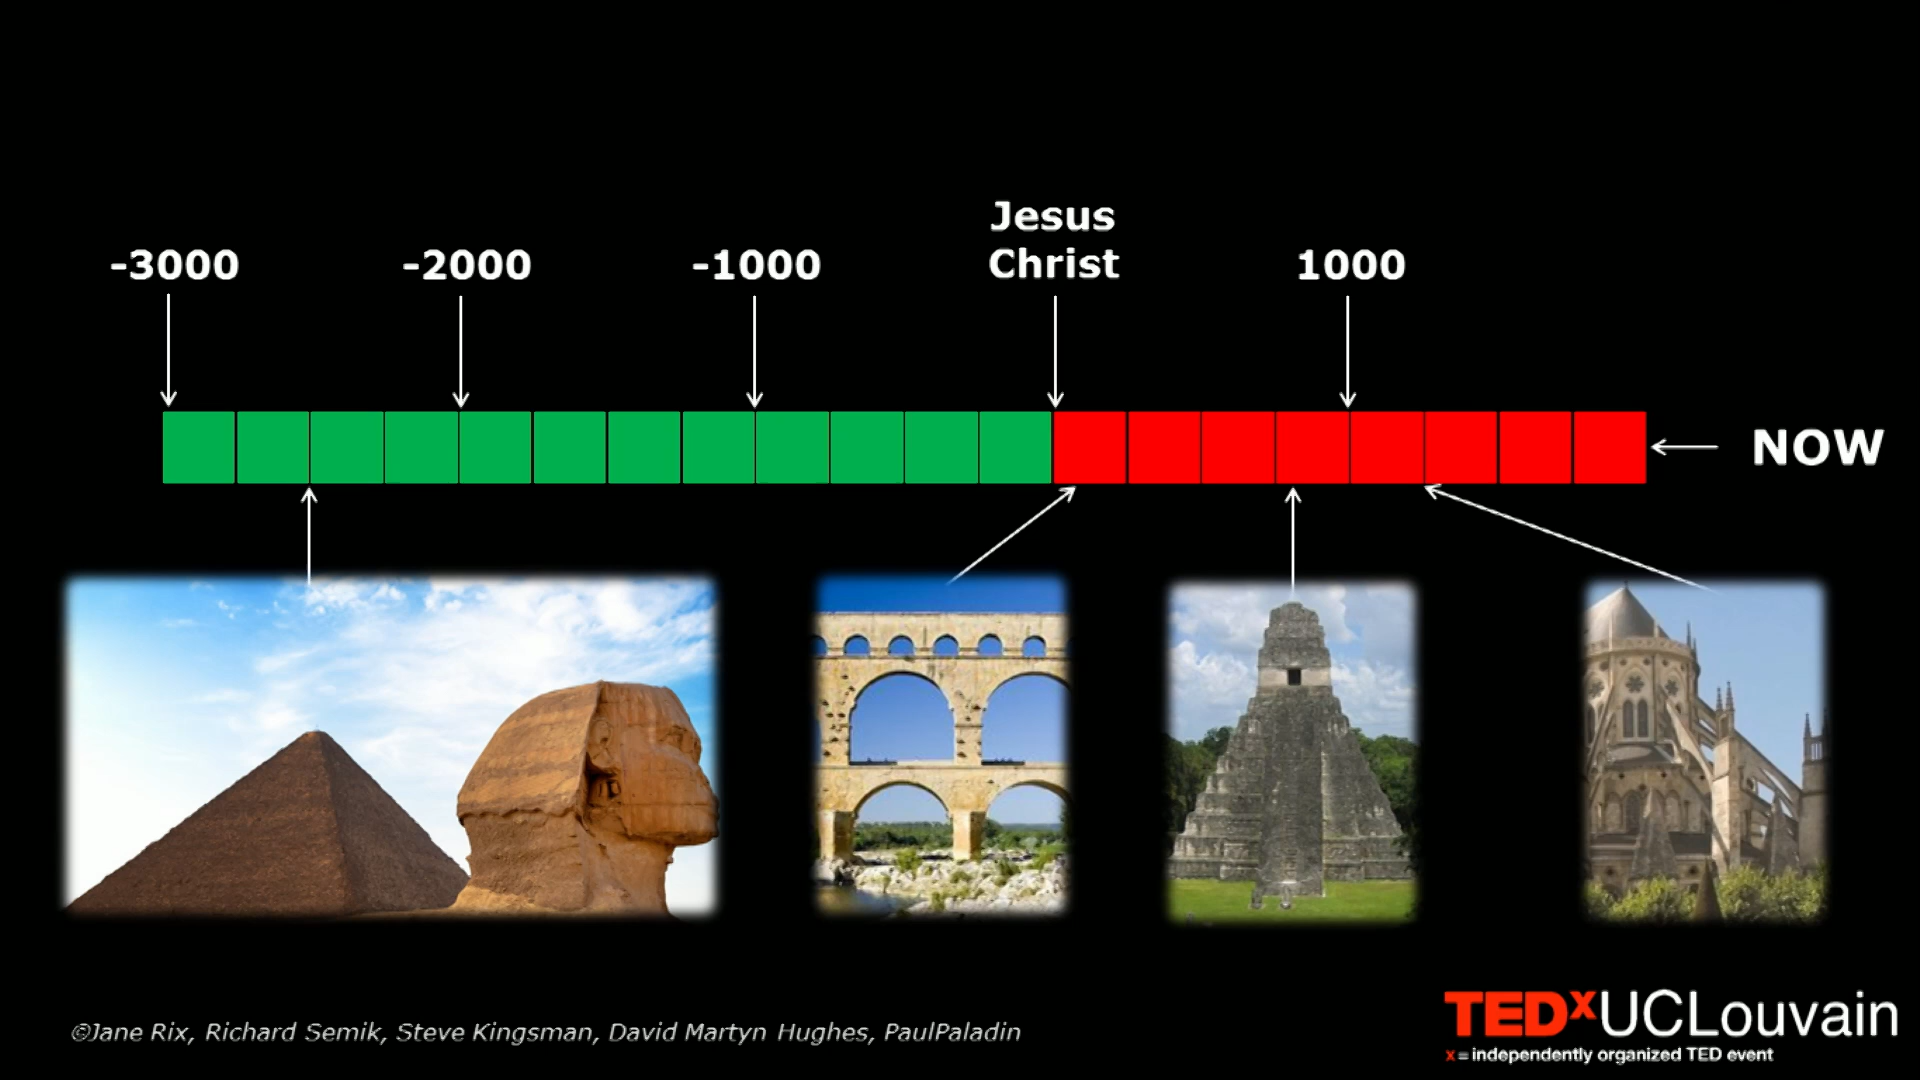 Jesus
-3000 -2000 -1000 Christ 1000
NOW
©Jane Rix, Richard Semik, Steve Kingsman, David Martyn Hughes, PaulPaladin
TEDxUCLouvain
x = independently organized TED event